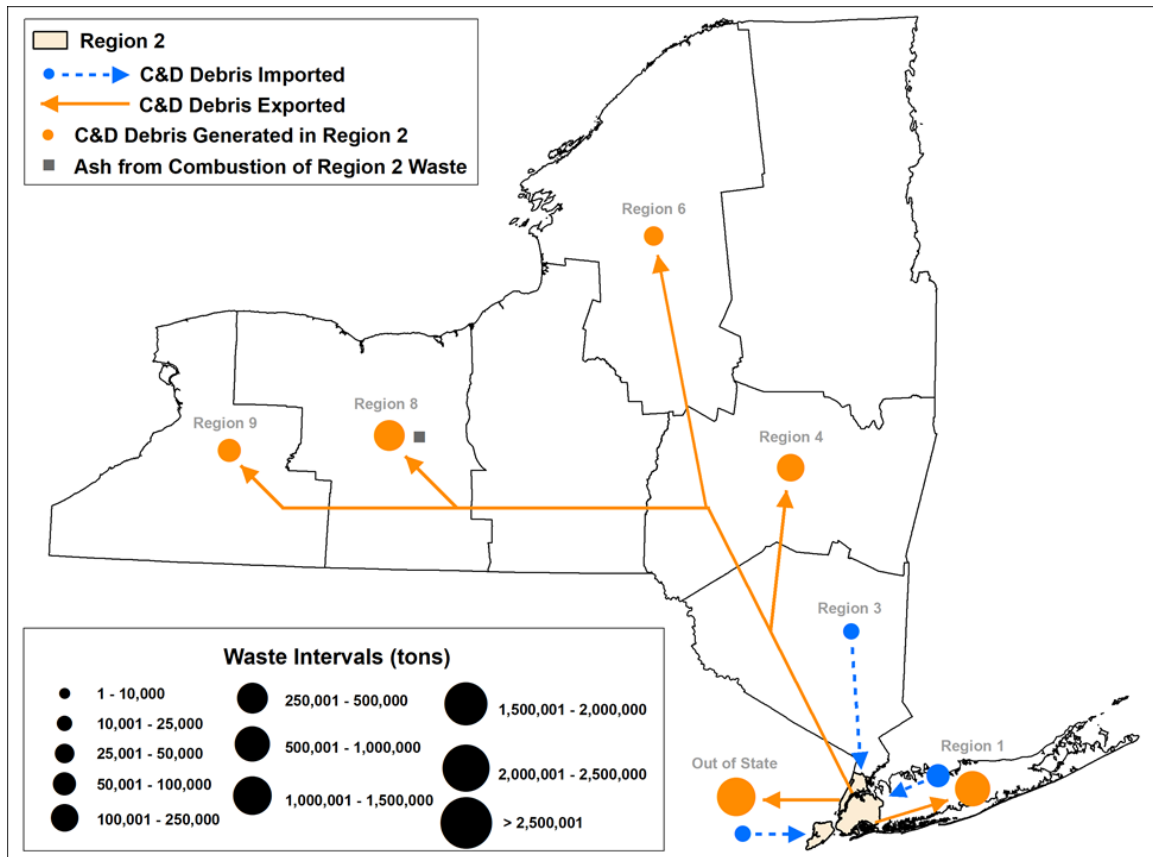 Region 2
C&D Debris Imported
C&D Debris Exported
C&D Debris Generated in Region 2
Ash from Combustion of Region 2 Waste
Region 6
Region 8
Region 9
Region 4
Region 3
Region 1
Out of State
Waste Intervals (tons)
1 - 10,000
10,001 - 25,000
25,001 - 50,000
50,001 - 100,000
100,001 - 250,000
250,001 - 500,000
500,001 - 1,000,000
1,000,001 - 1,500,000
1,500,001 - 2,000,000
2,000,001 - 2,500,000
> 2,500,001